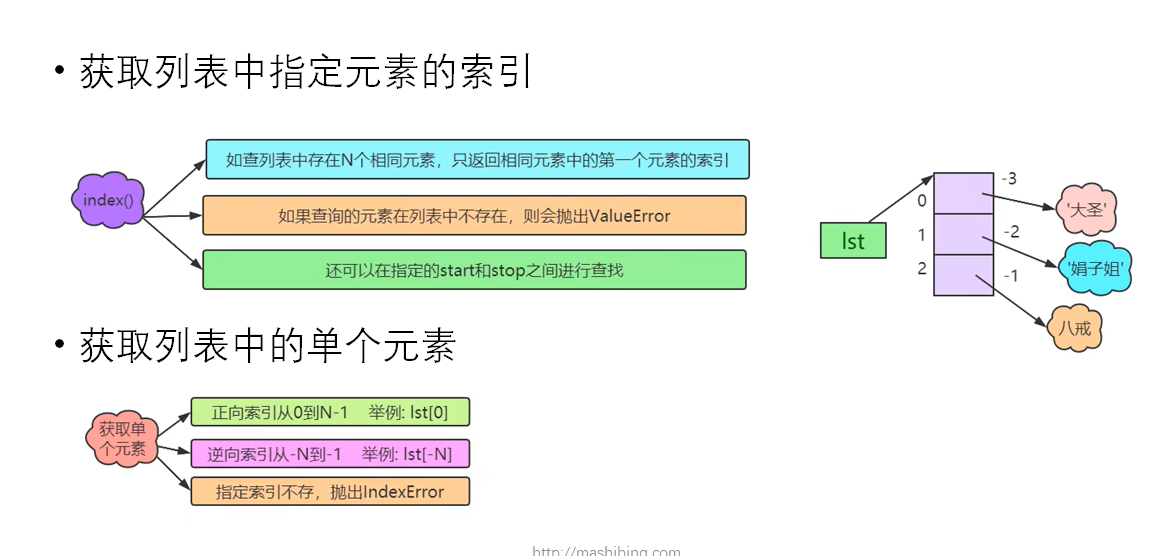 • 获取列表中指定元素的索引
index()
如查列表中存在N个相同元素，只返回相同元素中的第一个元素的索引
如果查询的元素在列表中不存在，则会抛出ValueError
还可以在指定的start和stop之间进行查找
lst
0
1
2
-3
-2
-1
'大圣'
'娟子姐'
八戒
• 获取列表中的单个元素
获取单
个元素
正向索引从0到N-1 举例: lst[0]
逆向索引从-N到-1 举例: lst[-N]
指定索引不存，抛出IndexError
http://mashibing.com